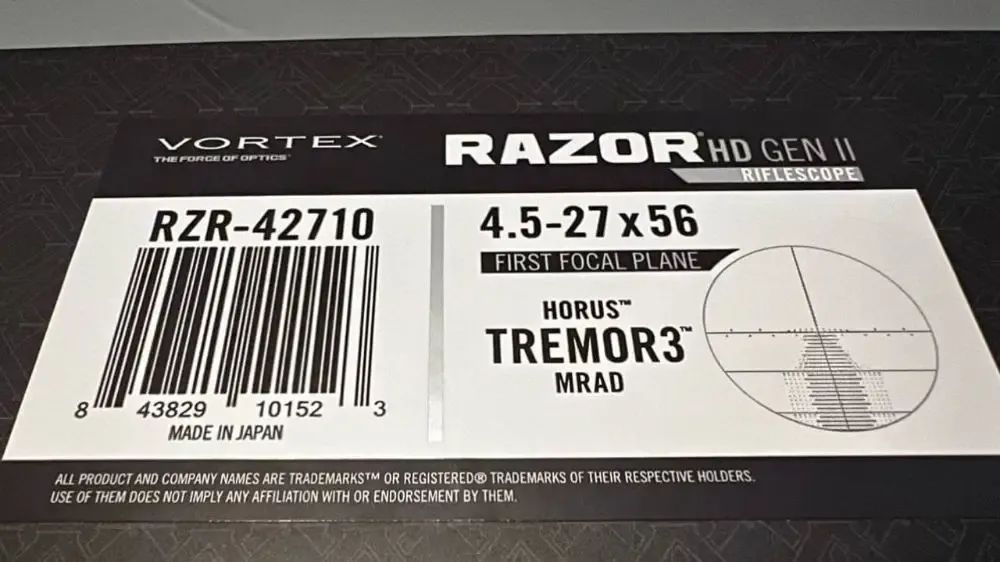 VORTEX®
THE FORCE OF OPTICS®
RAZOR® HD GEN II
RIFLESCOPE
RZR-42710
8 43829 10152 3
MADE IN JAPAN
4.5-27 x 56
FIRST FOCAL PLANE
HORUS™
TREMOR3™
MRAD
ALL PRODUCT AND COMPANY NAMES ARE TRADEMARKS™ OR REGISTERED® TRADEMARKS OF THEIR RESPECTIVE HOLDERS.
USE OF THEM DOES NOT IMPLY ANY AFFILIATION WITH OR ENDORSEMENT BY THEM.